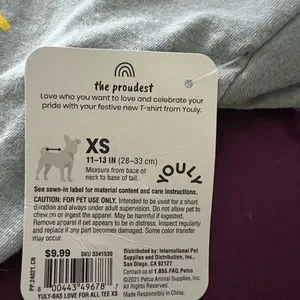 the proudest
Love who you want to love and celebrate your
pride with your festive new T-shirt from Youly.
XS
11–13 IN (28–33 cm)
Measure from base of
neck to base of tail.
YOULY
See sewn-in label for material content and care instructions.
CAUTION: FOR PET USE ONLY. Intended to be used for a short
duration and always under adult supervision. Do not allow pet to
chew on or ingest the apparel. May be harmful if ingested.
Remove apparel if it appears to be distressed. Inspect regularly
and replace if any part becomes damaged. Some color transfer
may occur.
$9.99 SKU 3341530
8 00443 49678 7
YULY-BAS LOVE FOR ALL TEE XS
Distributed by: International Pet
Supplies and Distribution, Inc.
San Diego, CA 92127
Contact us at 1.855.FAQ.Petco
©2021 Petco Animal Supplies, Inc.
Made Responsibly in China.